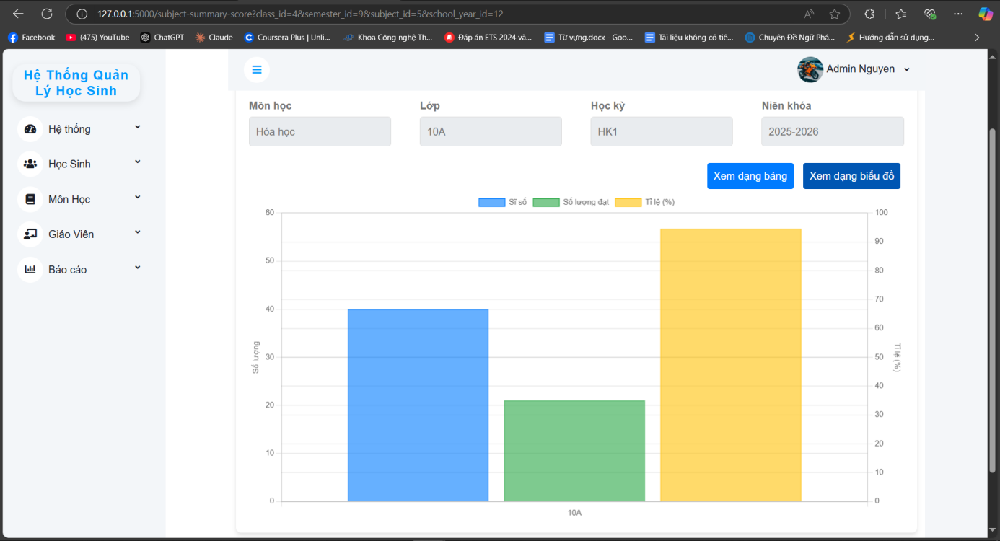 127.0.0.1:5000/subject-summary-score?class_id=4&semester_id=9&subject_id=5&school_year_id=12
Facebook
(475) YouTube
ChatGPT
Claude
Coursera Plus | Unli...
Khoa Công nghệ Th...
Đáp án ETS 2024 và...
Từ vựng.docx - Goo...
Tài liệu không có tiê...
Chuyên Đề Ngữ Phá...
Hướng dẫn sử dụng...
Hệ Thống Quản
Lý Học Sinh
Hệ thống
Học Sinh
Môn Học
Giáo Viên
Báo cáo
Admin Nguyen
Môn học
Lớp
Học kỳ
Niên khóa
Hóa học
10A
HK1
2025-2026
Xem dạng bảng
Xem dạng biểu đồ
Sĩ số
Số lượng đạt
Tỉ lệ (%)
Số lượng
60
50
40
30
20
10
0
100
90
80
70
60
50
40
30
20
10
0
Tỉ lệ (%)
10A